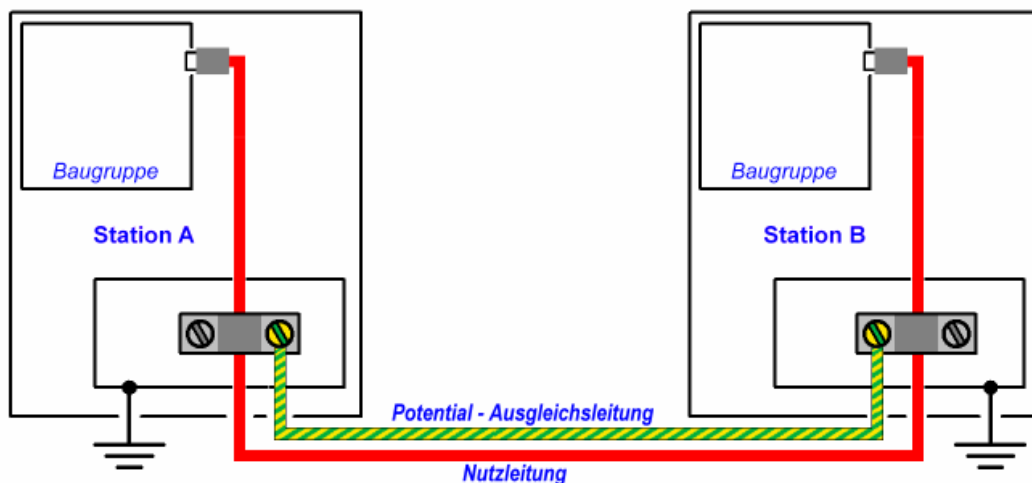 Baugruppe
Baugruppe
Station A
Station B
Potential - Ausgleichsleitung
Nutzleitung